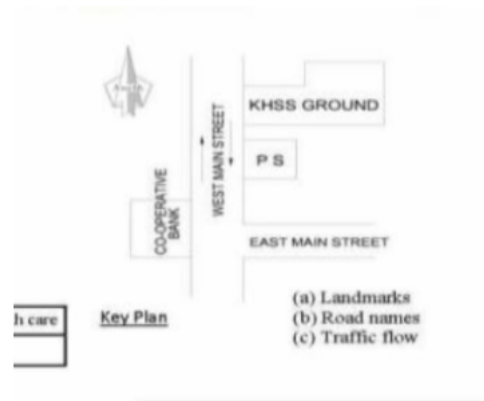 North
KHSS GROUND
WEST MAIN STREET
P S
CO-OPERATIVE
BANK
EAST MAIN STREET
(a) Landmarks
h care
Key Plan
(b) Road names
(c) Traffic flow